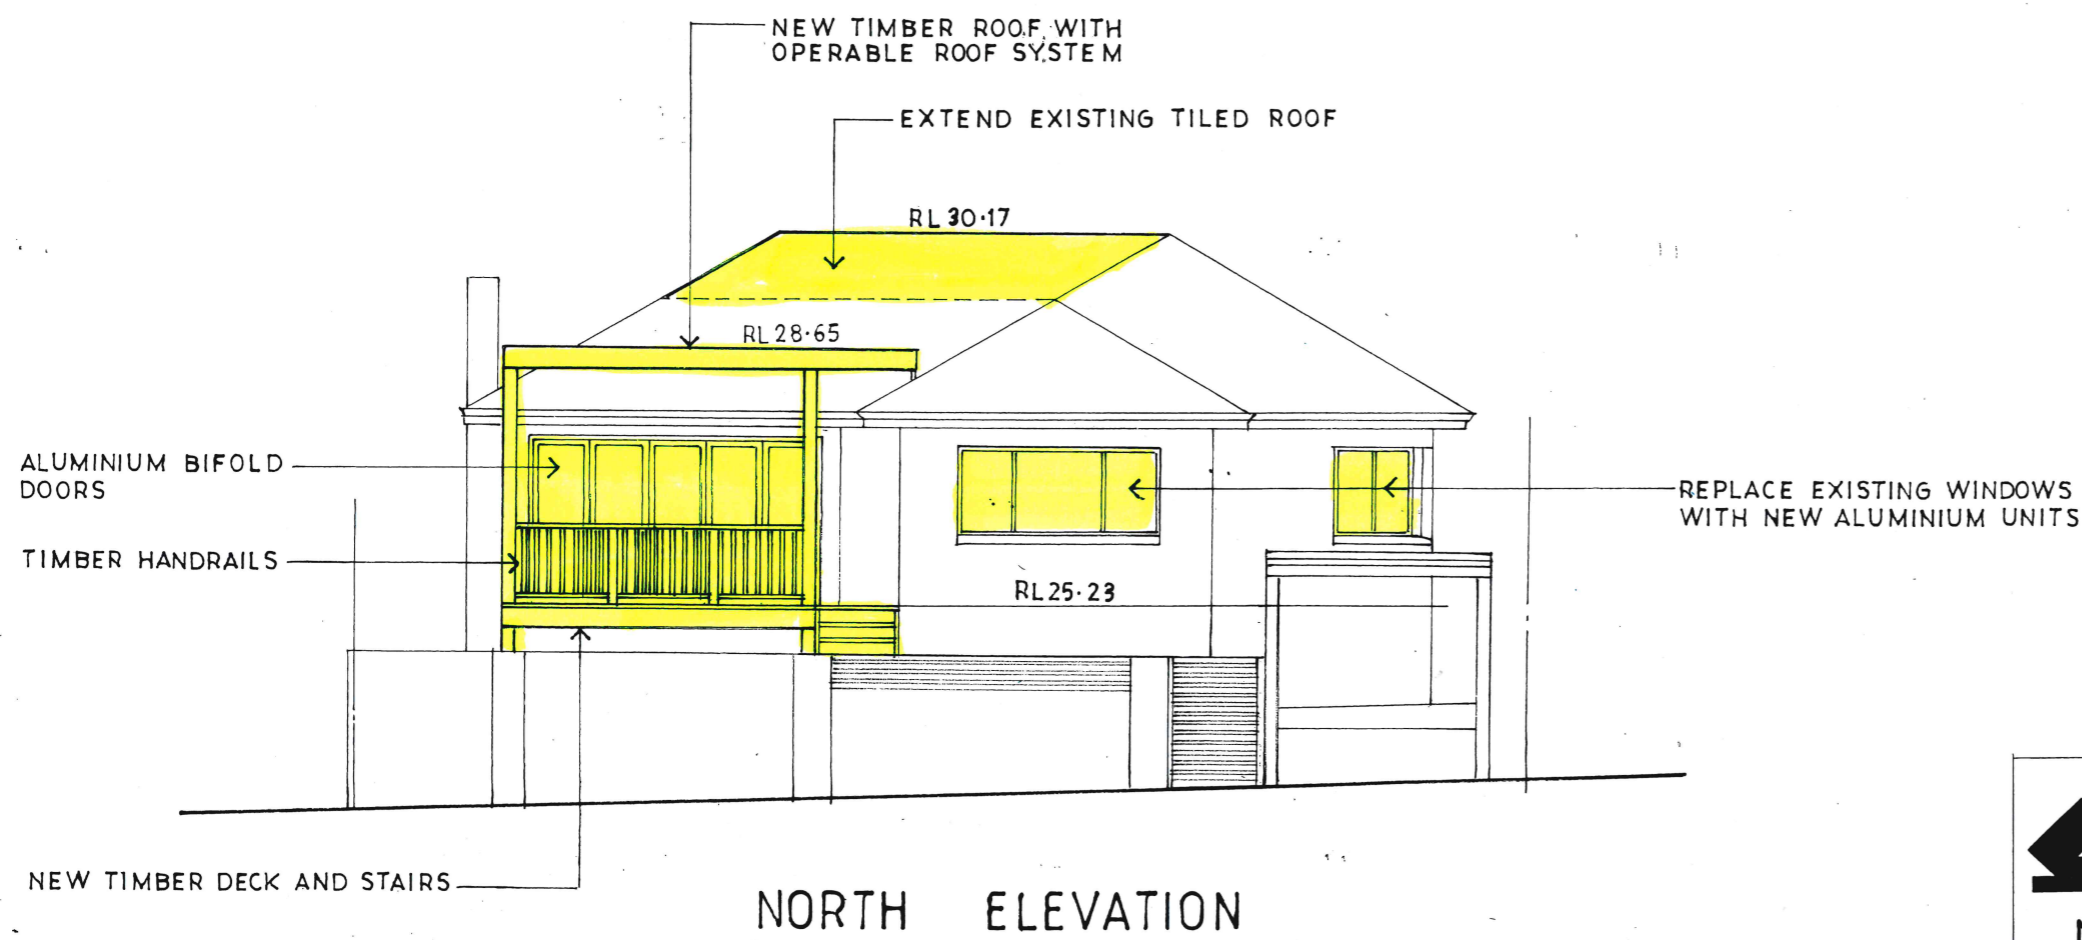 NEW TIMBER ROOF WITH
OPERABLE ROOF SYSTEM
EXTEND EXISTING TILED ROOF
RL 30·17
RL 28·65
ALUMINIUM BIFOLD
DOORS
REPLACE EXISTING WINDOWS
WITH NEW ALUMINIUM UNITS
TIMBER HANDRAILS
RL 25·23
NEW TIMBER DECK AND STAIRS
NORTH ELEVATION